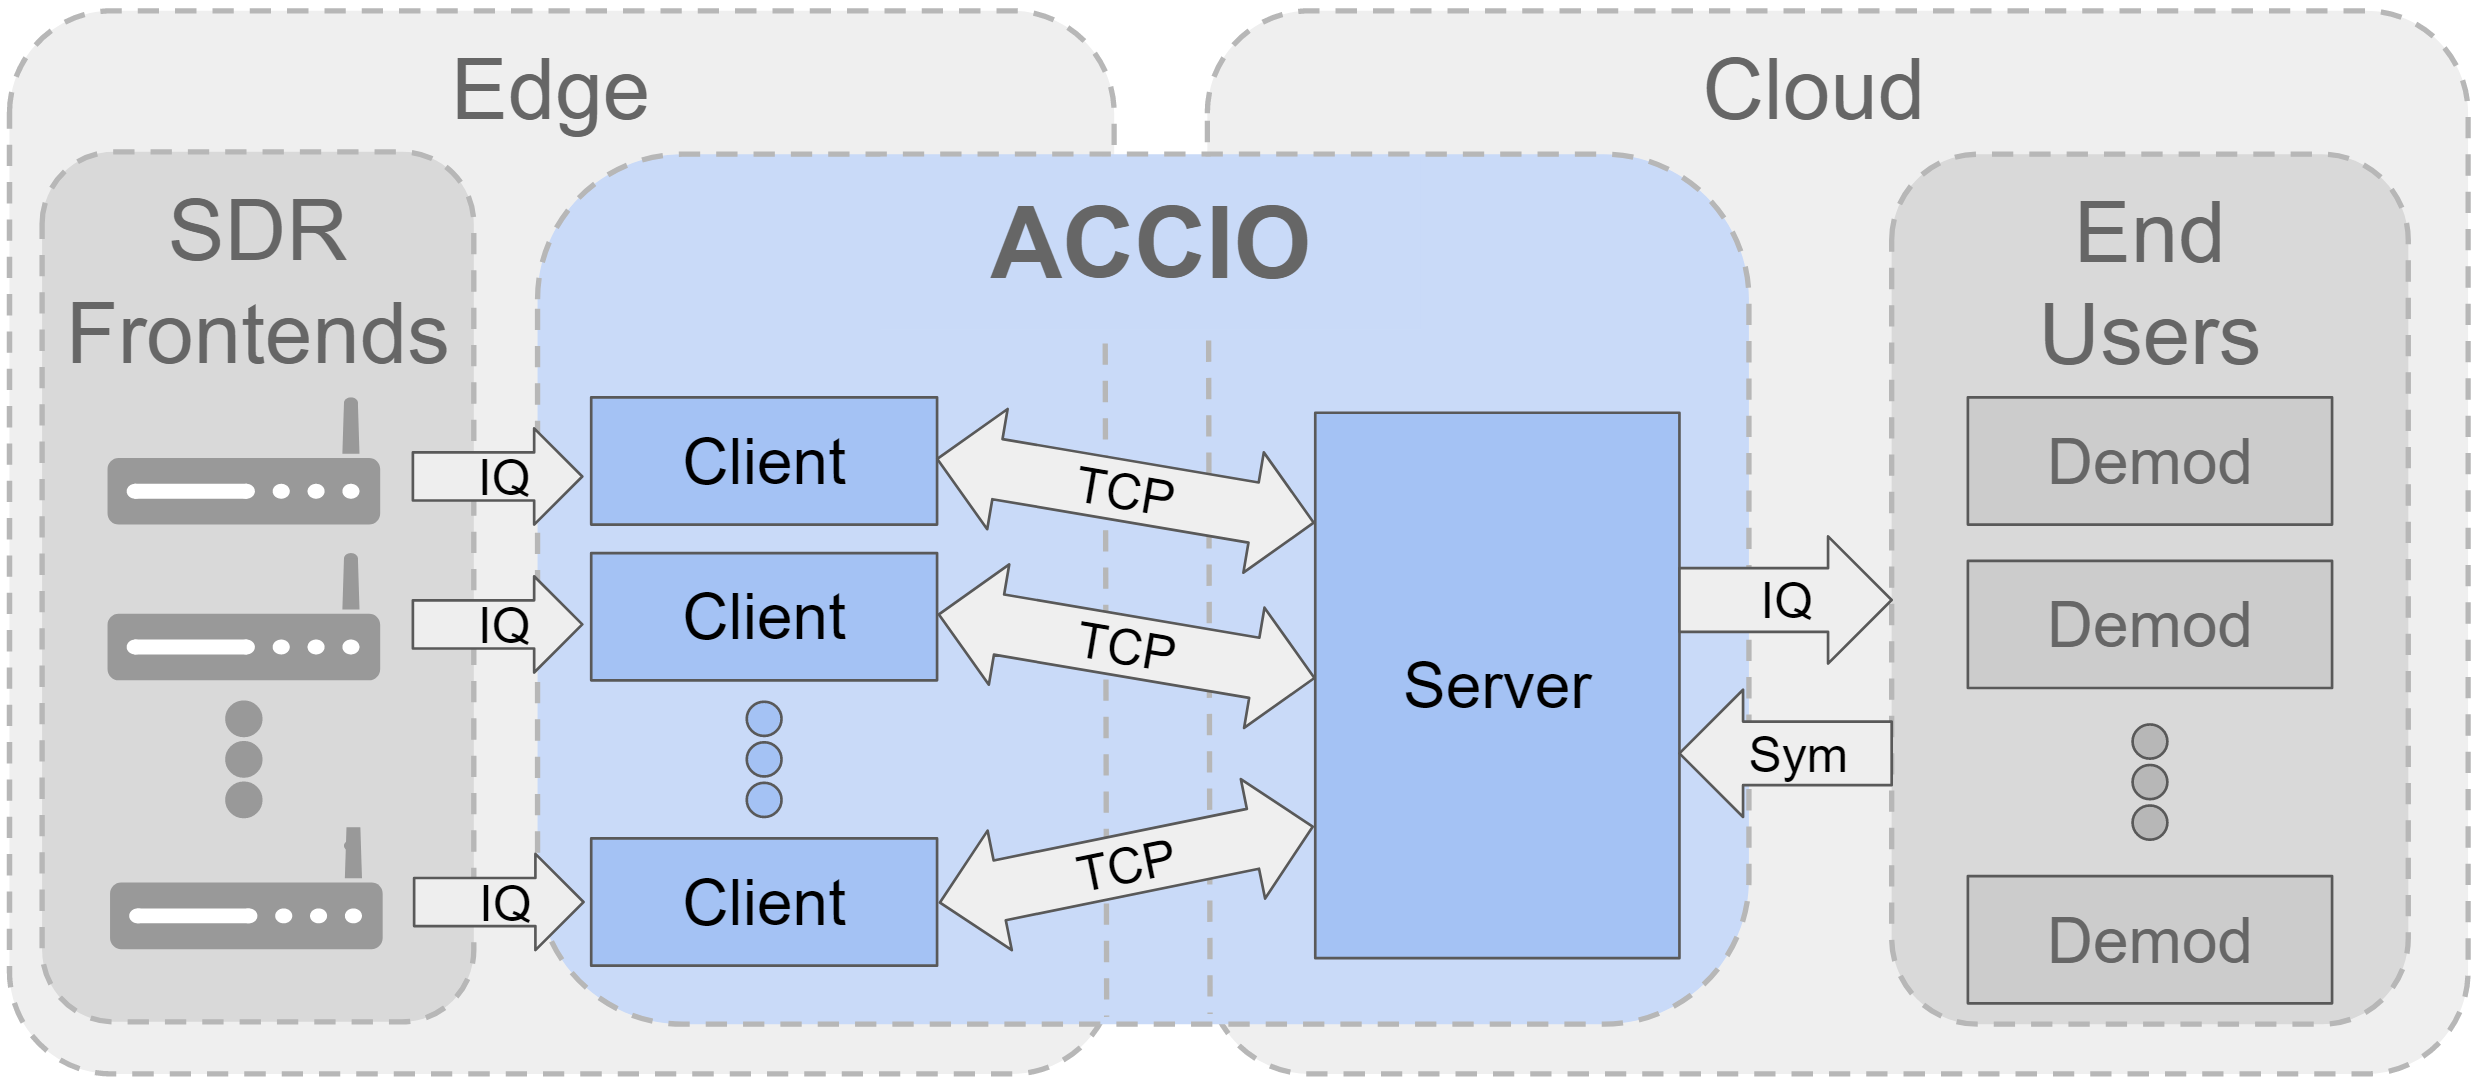 Edge
Cloud
SDR
Frontends
ACCIO
End
Users
IQ
Client
TCP
IQ
Client
TCP
IQ
Client
TCP
Server
IQ
Sym
Demod
Demod
Demod